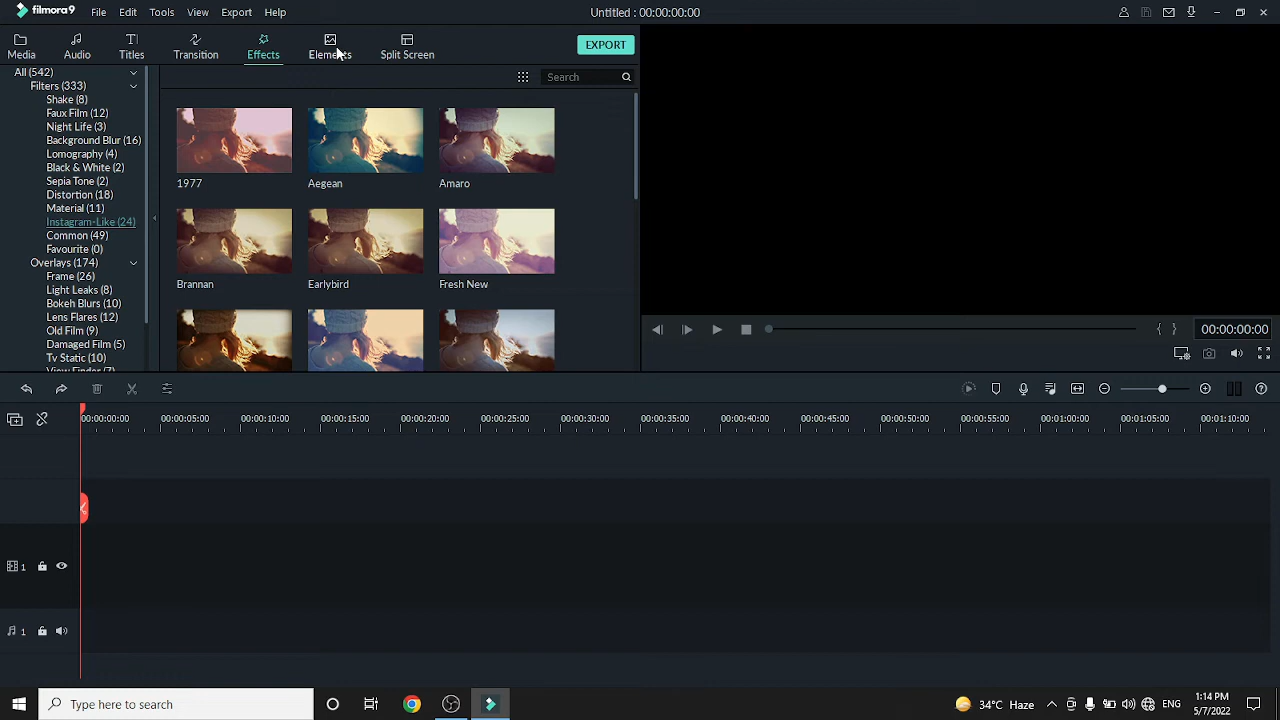 filmora9 File Edit Tools View Export Help Untitled : 00:00:00:00
Media Audio Titles Transition Effects Elements Split Screen EXPORT
All (542)
Filters (333)
Shake (8)
Faux Film (12)
Night Life (3)
Background Blur (16)
Lomography (4)
Black & White (2)
Sepia Tone (2)
Distortion (18)
Material (11)
Instagram-Like (24)
Common (49)
Favourite (0)
Overlays (174)
Frame (26)
Light Leaks (8)
Bokeh Blurs (10)
Lens Flares (12)
Old Film (9)
Damaged Film (5)
Tv Static (10)
Search
1977 Aegean Amaro
Brannan Earlybird Fresh New
{ } 00:00:00:00
00:00:00:00 00:00:05:00 00:00:10:00 00:00:15:00 00:00:20:00 00:00:25:00 00:00:30:00 00:00:35:00 00:00:40:00 00:00:45:00 00:00:50:00 00:00:55:00 00:01:00:00 00:01:05:00 00:01:10:00
1
1
Type here to search
34°C Haze
ENG
1:14 PM
5/7/2022